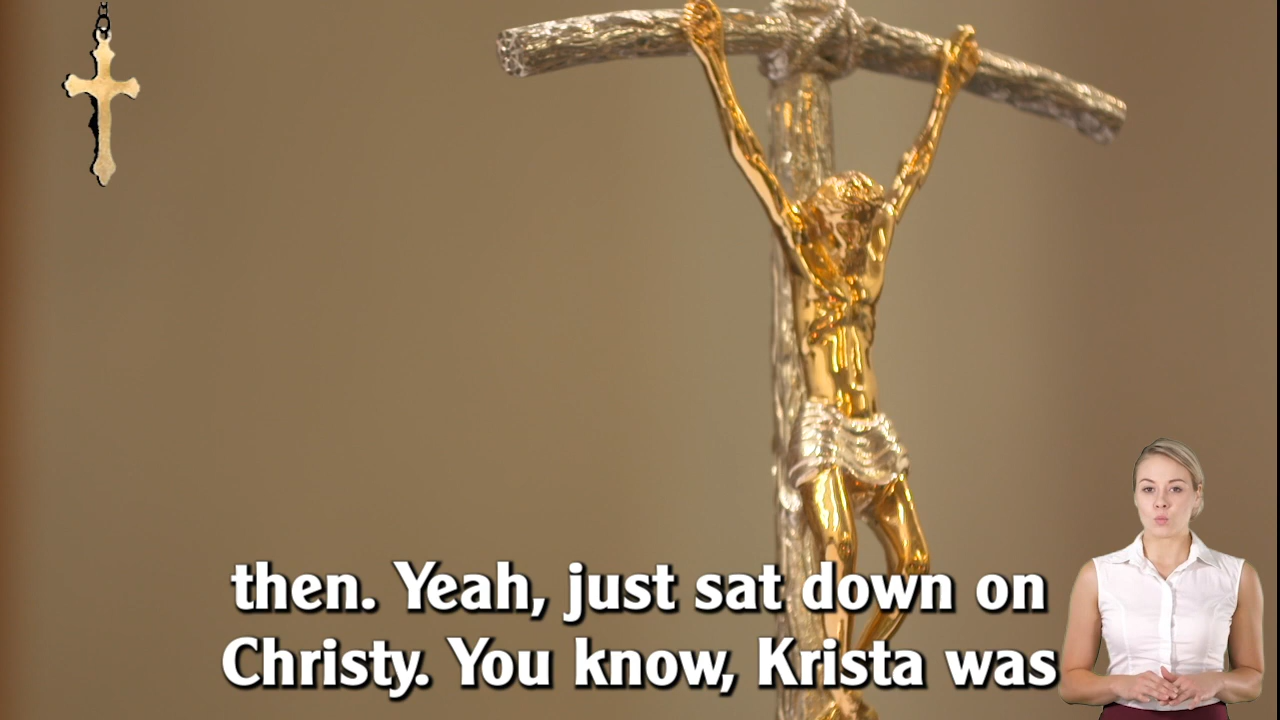 then. Yeah, just sat down on
Christy. You know, Krista was